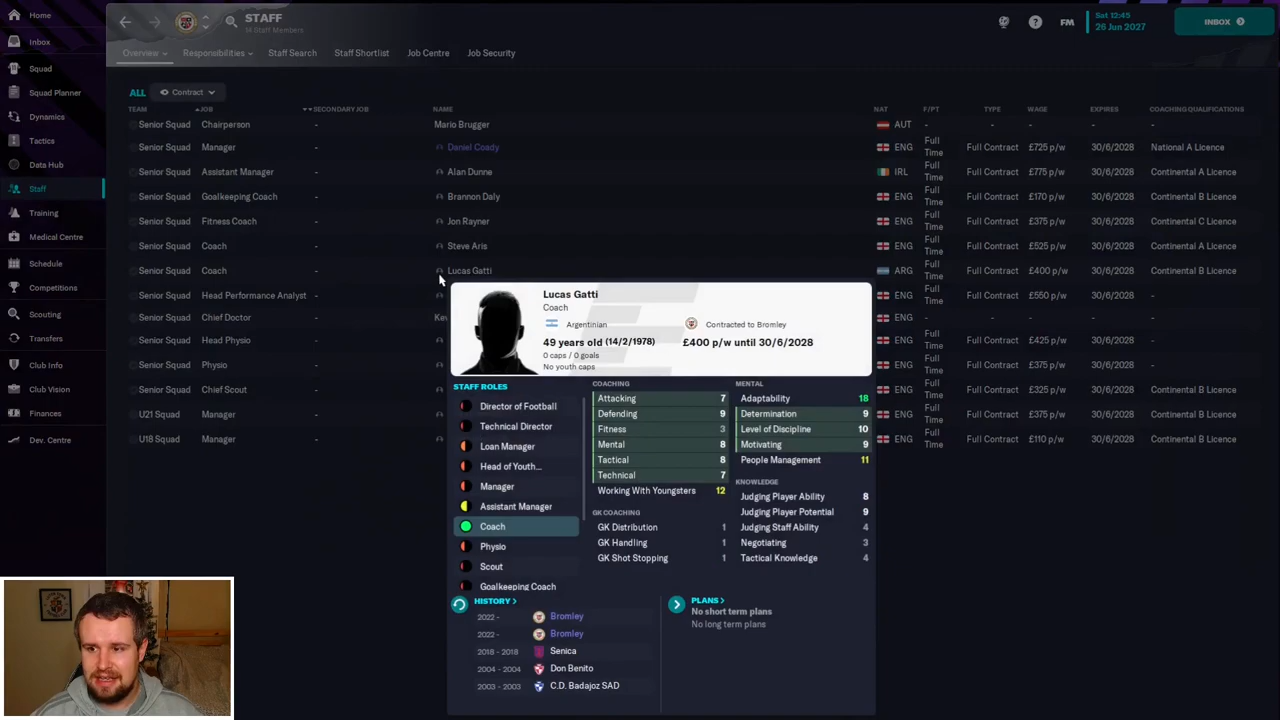 Home
Inbox
Squad
Squad Planner
Dynamics
Tactics
Data Hub
Staff
Training
Medical Centre
Schedule
Competitions
Scouting
Transfers
Club Info
Club Vision
Finances
Dev. Centre
STAFF
14 Staff Members
FM
Sat 12:45
26 Jun 2027
INBOX
Overview
Responsibilities
Staff Search
Staff Shortlist
Job Centre
Job Security
ALL
Contract
TEAM JOB SECONDARY JOB NAME NAT F/PT TYPE WAGE EXPIRES COACHING QUALIFICATIONS
Senior Squad Chairperson - Mario Brugger AUT - - - - -
Senior Squad Manager - Daniel Coady ENG Full Time Full Contract £725 p/w 30/6/2028 National A Licence
Senior Squad Assistant Manager - Alan Dunne IRL Full Time Full Contract £775 p/w 30/6/2028 Continental A Licence
Senior Squad Goalkeeping Coach - Brannon Daly ENG Full Time Full Contract £170 p/w 30/6/2028 Continental B Licence
Senior Squad Fitness Coach - Jon Rayner ENG Full Time Full Contract £375 p/w 30/6/2028 Continental C Licence
Senior Squad Coach - Steve Aris ENG Full Time Full Contract £525 p/w 30/6/2028 Continental A Licence
Senior Squad Coach - Lucas Gatti ARG Full Time Full Contract £400 p/w 30/6/2028 Continental B Licence
Senior Squad Head Performance Analyst - ENG Full Time Full Contract £550 p/w 30/6/2028 -
Senior Squad Chief Doctor - ENG - - - - -
Senior Squad Head Physio - ENG Full Time Full Contract £425 p/w 30/6/2028 -
Senior Squad Physio - ENG Full Time Full Contract £375 p/w 30/6/2028 -
Senior Squad Chief Scout - ENG Full Time Full Contract £325 p/w 30/6/2028 Continental B Licence
U21 Squad Manager - ENG Full Time Full Contract £375 p/w 30/6/2028 Continental B Licence
U18 Squad Manager - ENG Full Time Full Contract £110 p/w 30/6/2028 Continental B Licence
Lucas Gatti
Coach
Argentinian
Contracted to Bromley
49 years old (14/2/1978)
£400 p/w until 30/6/2028
0 caps / 0 goals
No youth caps
STAFF ROLES
Director of Football
Technical Director
Loan Manager
Head of Youth...
Manager
Assistant Manager
Coach
Physio
Scout
Goalkeeping Coach
COACHING
Attacking 7
Defending 9
Fitness 3
Mental 8
Tactical 8
Technical 7
Working With Youngsters 12
GK COACHING
GK Distribution 1
GK Handling 1
GK Shot Stopping 1
MENTAL
Adaptability 18
Determination 9
Level of Discipline 10
Motivating 9
People Management 11
KNOWLEDGE
Judging Player Ability 8
Judging Player Potential 9
Judging Staff Ability 4
Negotiating 3
Tactical Knowledge 4
HISTORY >
2022 - Bromley
2022 - Bromley
2018 - 2018 Senica
2004 - 2004 Don Benito
2003 - 2003 C.D. Badajoz SAD
PLANS >
No short term plans
No long term plans